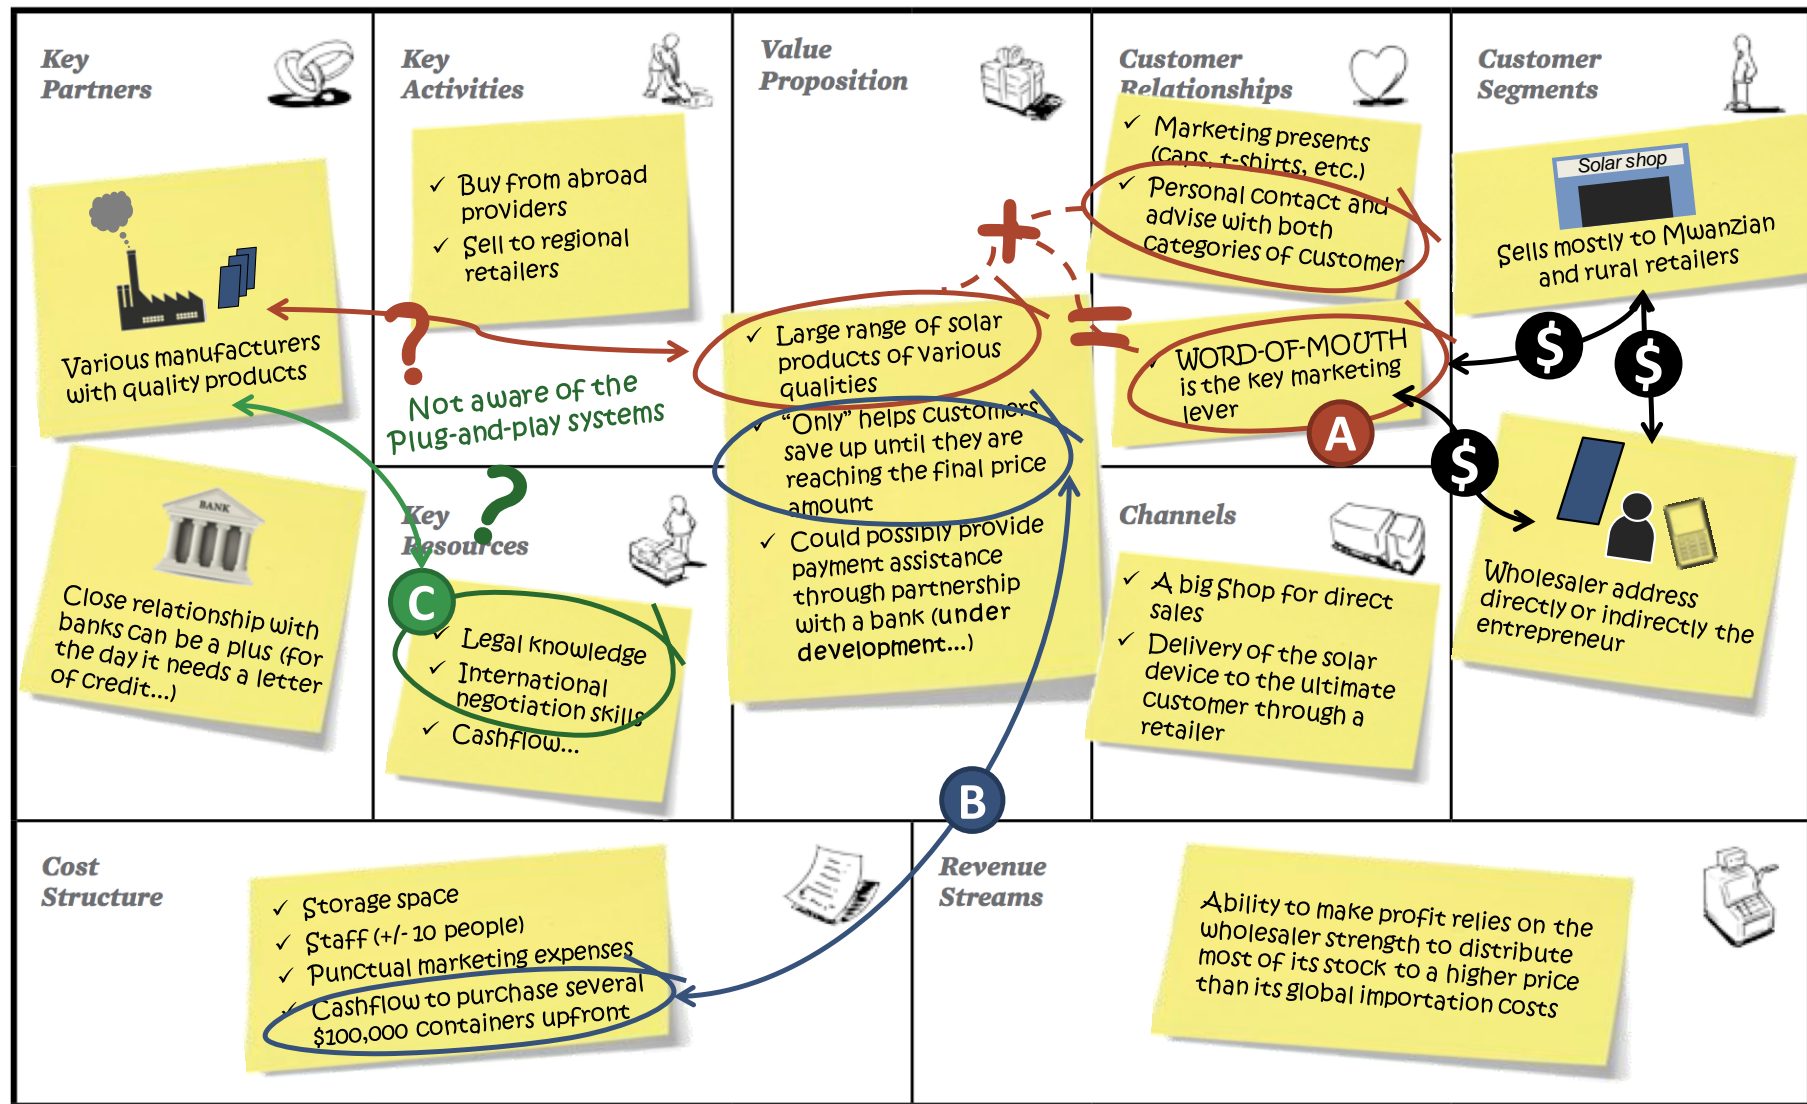 Key
Partners
Various manufacturers
with quality products
BANK
Close relationship with
banks can be a plus (for
the day it needs a letter
of credit...)
Key
Activities
✓ Buy from abroad
providers
✓ Sell to regional
retailers
?
Not aware of the
Plug-and-play systems
?
Key
Resources
C
✓ Legal knowledge
✓ International
negotiation skills
✓ Cashflow...
Value
Proposition
✓ Large range of solar
products of various
qualities
✓ "Only" helps customers
save up until they are
reaching the final price
amount
✓ Could possibly provide
payment assistance
through partnership
with a bank (under
development...)
B
+
=
Customer
Relationships
✓ Marketing presents
(caps, t-shirts, etc.)
✓ Personal contact and
advise with both
categories of customer
✓ WORD-OF-MOUTH
is the key marketing
lever
A
Channels
✓ A big Shop for direct
sales
✓ Delivery of the solar
device to the ultimate
customer through a
retailer
Customer
Segments
Solar shop
Sells mostly to Mwanzian
and rural retailers
$
$
$
Wholesaler address
directly or indirectly the
entrepreneur
Cost
Structure
✓ Storage space
✓ Staff (+/- 10 people)
✓ Punctual marketing expenses
✓ Cashflow to purchase several
$100,000 containers upfront
Revenue
Streams
Ability to make profit relies on the
wholesaler strength to distribute
most of its stock to a higher price
than its global importation costs